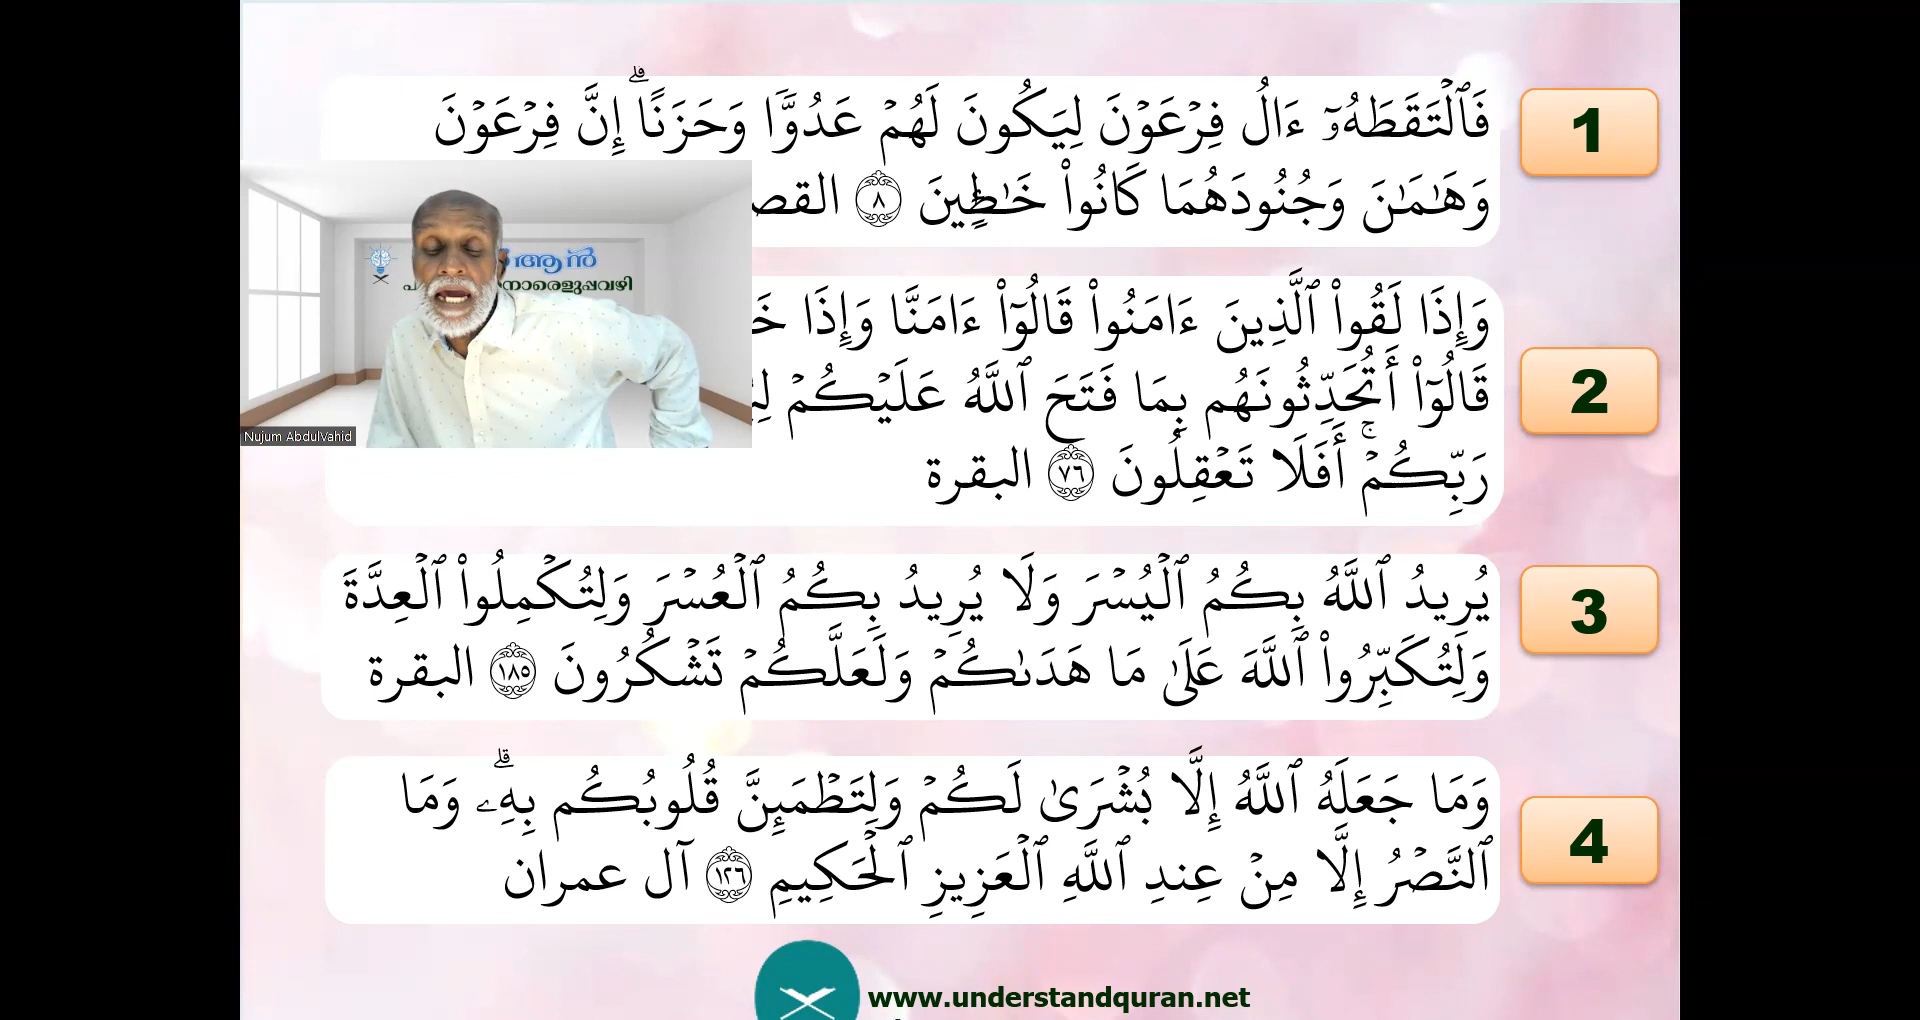 1
فَٱلۡتَقَطَهُۥٓ ءَالُ فِرۡعَوۡنَ لِيَكُونَ لَهُمۡ عَدُوّٗا وَحَزَنًاۗ إِنَّ فِرۡعَوۡنَ
وَهَٰمَٰنَ وَجُنُودَهُمَا كَانُواْ خَٰطِـِٔينَ ٨
2
وَإِذَا لَقُواْ ٱلَّذِينَ ءَامَنُواْ قَالُوٓاْ ءَامَنَّا وَإِذَا
قَالُوٓاْ أَتُحَدِّثُونَهُم بِمَا فَتَحَ ٱللَّهُ عَلَيۡكُمۡ
رَبِّكُمۡۚ أَفَلَا تَعۡقِلُونَ ٧٦ البقرة
3
يُرِيدُ ٱللَّهُ بِكُمُ ٱلۡيُسۡرَ وَلَا يُرِيدُ بِكُمُ ٱلۡعُسۡرَ وَلِتُكۡمِلُواْ ٱلۡعِدَّةَ
وَلِتُكَبِّرُواْ ٱللَّهَ عَلَىٰ مَا هَدَىٰكُمۡ وَلَعَلَّكُمۡ تَشۡكُرُونَ ١٨٥ البقرة
4
وَمَا جَعَلَهُ ٱللَّهُ إِلَّا بُشۡرَىٰ لَكُمۡ وَلِتَطۡمَئِنَّ قُلُوبُكُم بِهِۦۗ وَمَا
ٱلنَّصۡرُ إِلَّا مِنۡ عِندِ ٱللَّهِ ٱلۡعَزِيزِ ٱلۡحَكِيمِ ١٢٦ آل عمران
Nujum AbdulVahid
www.understandquran.net